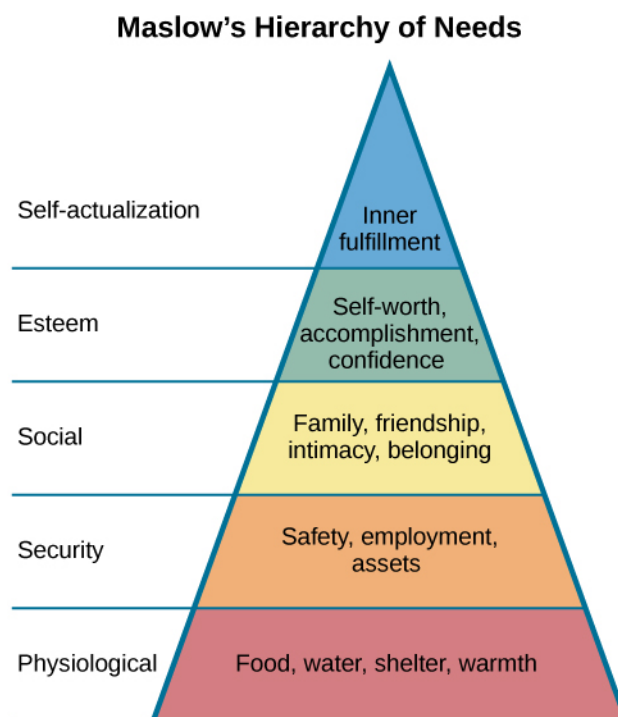 Maslow’s Hierarchy of Needs
Self-actualization
Inner
fulfillment
Esteem
Self-worth,
accomplishment,
confidence
Social
Family, friendship,
intimacy, belonging
Security
Safety, employment,
assets
Physiological
Food, water, shelter, warmth